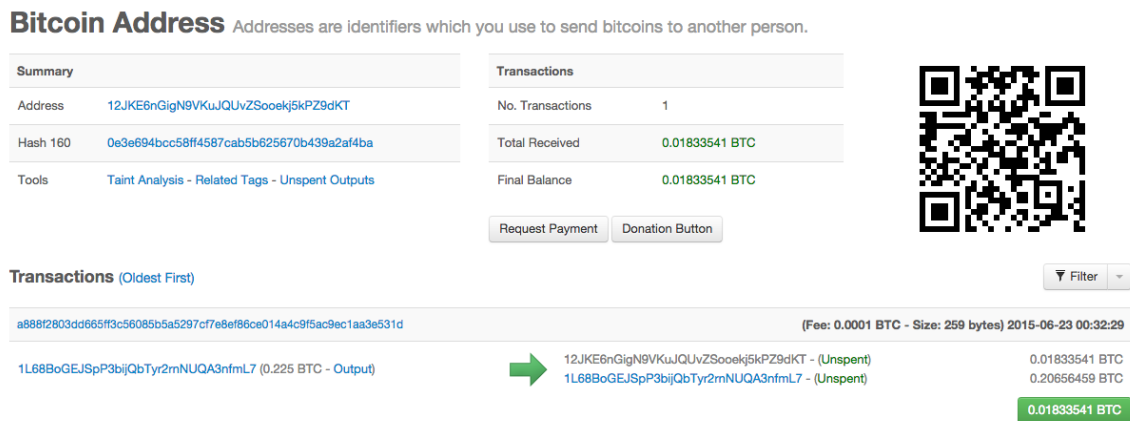 Bitcoin Address Addresses are identifiers which you use to send bitcoins to another person.
Summary
Address 12JKE6nGigN9VKuJQUvZSooekj5kPZ9dKT
Hash 160 0e3e694bcc58ff4587cab5b625670b439a2af4ba
Tools Taint Analysis - Related Tags - Unspent Outputs
Transactions
No. Transactions 1
Total Received 0.01833541 BTC
Final Balance 0.01833541 BTC
Request Payment Donation Button
Transactions (Oldest First)
Filter
a888f2803dd665ff3c56085b5a5297cf7e8ef86ce014a4c9f5ac9ec1aa3e531d (Fee: 0.0001 BTC - Size: 259 bytes) 2015-06-23 00:32:29
1L68BoGEJSpP3bijQbTyr2rnNUQA3nfmL7 (0.225 BTC - Output)
12JKE6nGigN9VKuJQUvZSooekj5kPZ9dKT - (Unspent) 0.01833541 BTC
1L68BoGEJSpP3bijQbTyr2rnNUQA3nfmL7 - (Unspent) 0.20656459 BTC
0.01833541 BTC